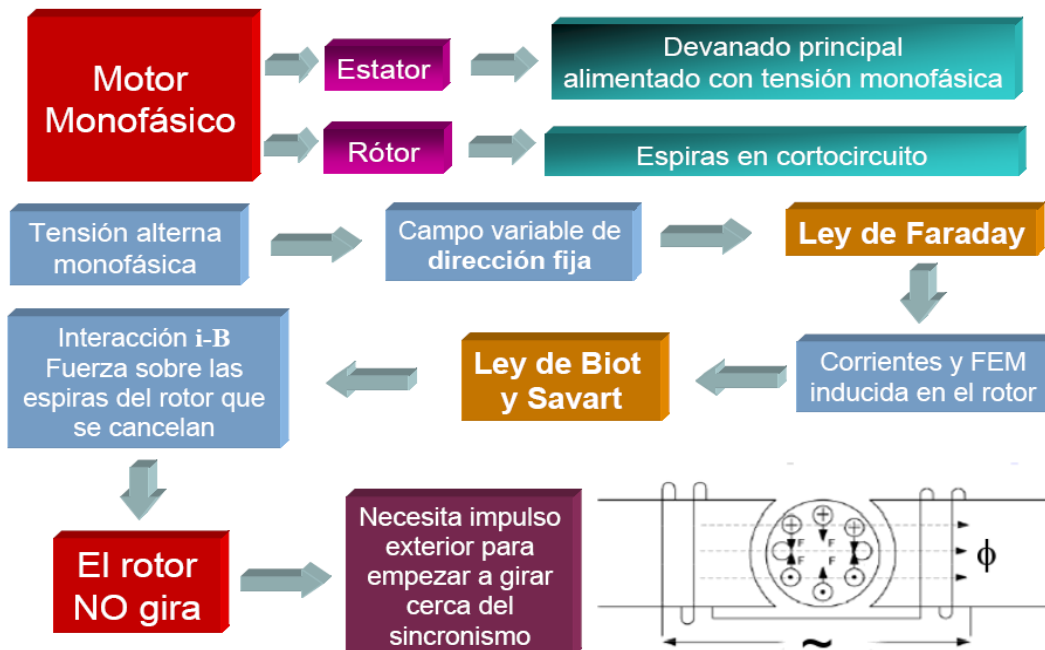 Motor
Monofásico
Estator
Devanado principal
alimentado con tensión monofásica
Rótor
Espiras en cortocircuito
Tensión alterna
monofásica
Campo variable de
dirección fija
Ley de Faraday
Corrientes y FEM
inducida en el rotor
Ley de Biot
y Savart
Interacción i-B
Fuerza sobre las
espiras del rotor que
se cancelan
El rotor
NO gira
Necesita impulso
exterior para
empezar a girar
cerca del
sincronismo
F F
F F
ϕ
~